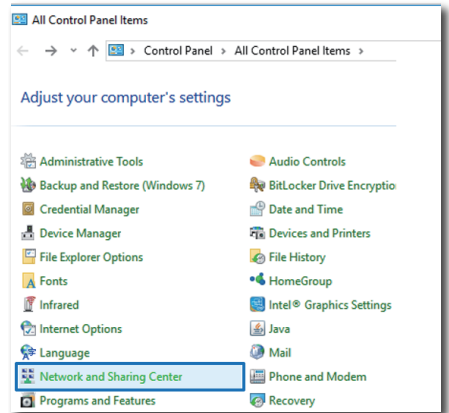 All Control Panel Items
Control Panel > All Control Panel Items >
Adjust your computer's settings
Administrative Tools
Audio Controls
Backup and Restore (Windows 7)
BitLocker Drive Encryptio
Credential Manager
Date and Time
Device Manager
Devices and Printers
File Explorer Options
File History
Fonts
HomeGroup
Infrared
Intel® Graphics Settings
Internet Options
Java
Language
Mail
Network and Sharing Center
Phone and Modem
Programs and Features
Recovery